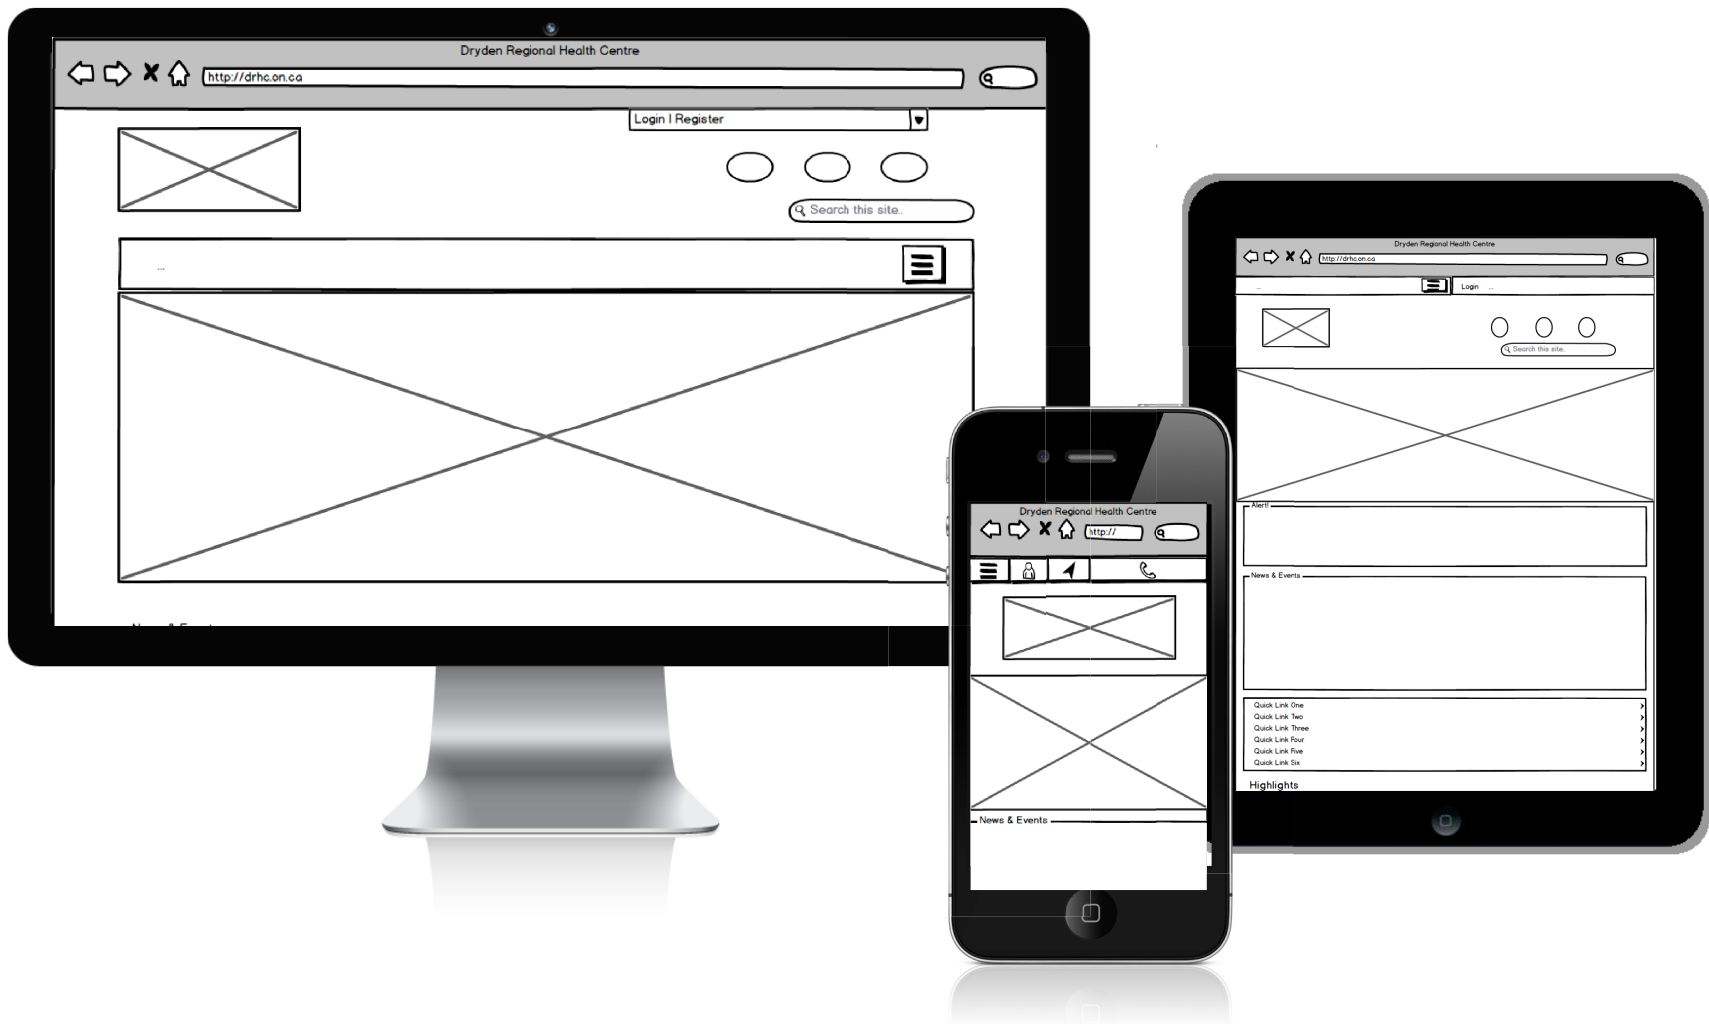 Dryden Regional Health Centre
http://drhc.on.ca
Login | Register
Search this site..
...
News & Event
Dryden Regional Health Centre
http://
News & Events
Dryden Regional Health Centre
http://drhc.on.ca
...
Login ...
Search this site..
Alert!
News & Events
Quick Link One
Quick Link Two
Quick Link Three
Quick Link Four
Quick Link Five
Quick Link Six
Highlights